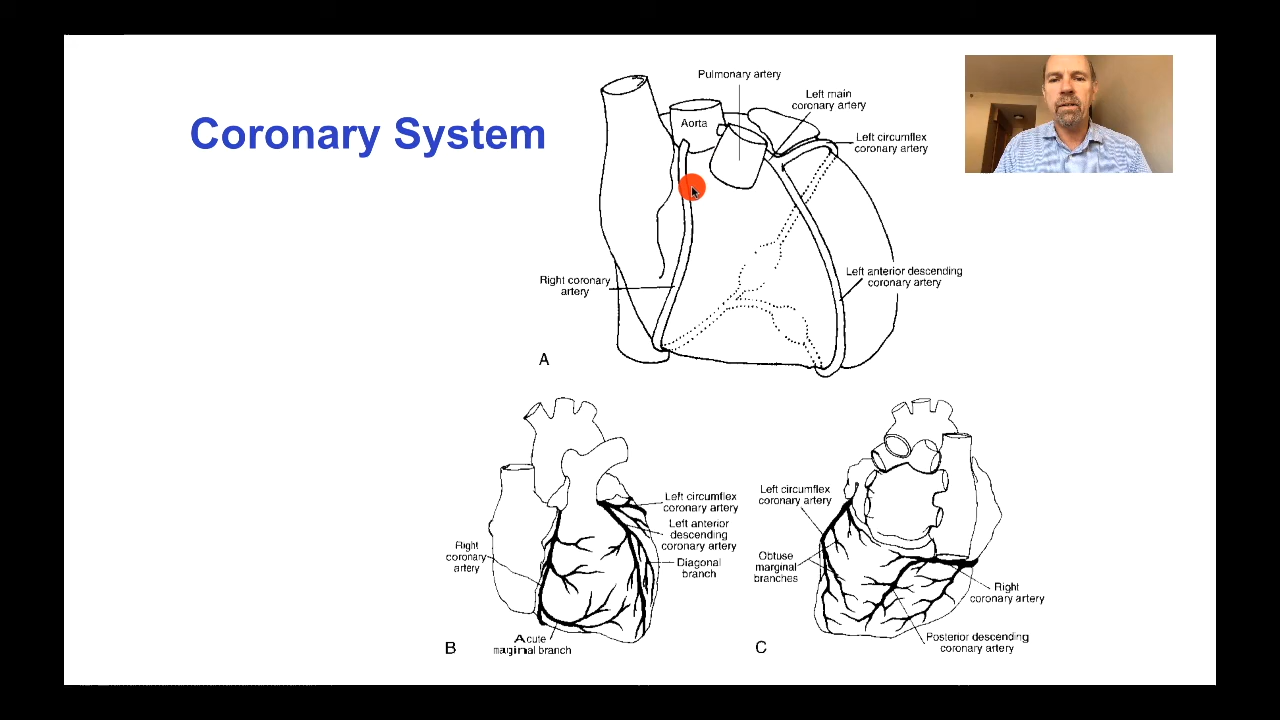 Coronary System
Pulmonary artery
Left main
coronary artery
Aorta
Left circumflex
coronary artery
Right coronary
artery
Left anterior descending
coronary artery
A
Left circumflex
coronary artery
Left anterior
descending
coronary artery
Diagonal
branch
Right
coronary
artery
Acute
marginal branch
B
Left circumflex
coronary artery
Obtuse
marginal
branches
Right
coronary artery
Posterior descending
coronary artery
C